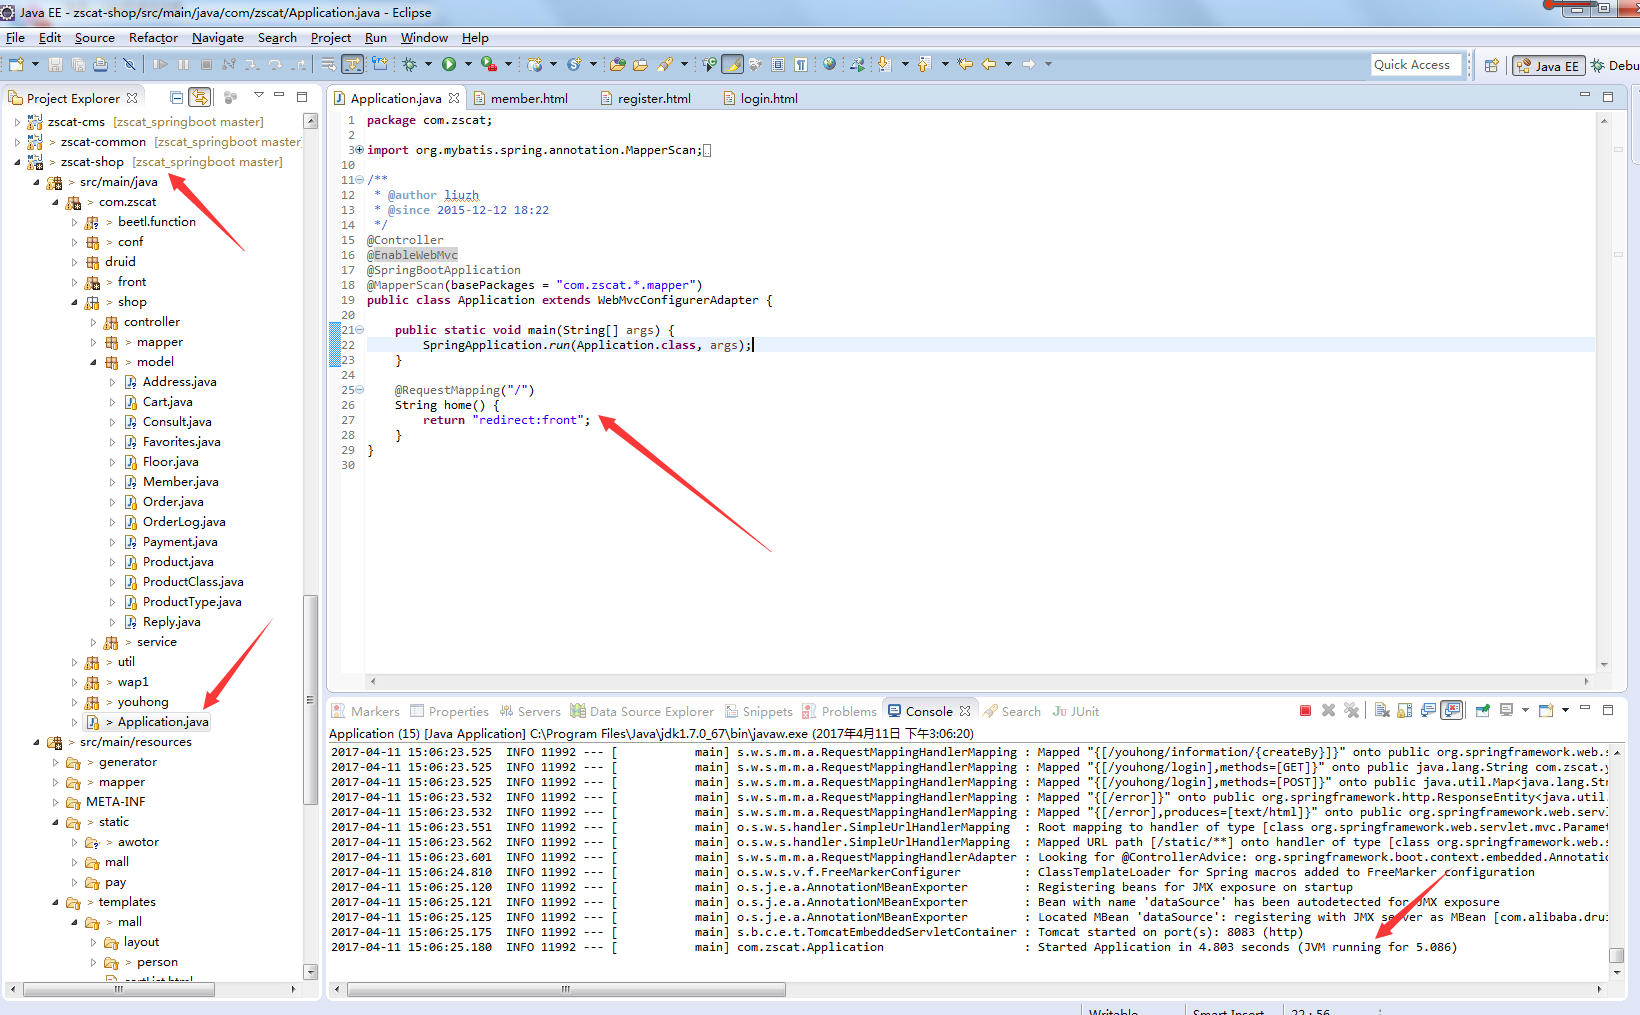 Java EE - zscat-shop/src/main/java/com/zscat/Application.java - Eclipse
File Edit Source Refactor Navigate Search Project Run Window Help
Quick Access
Java EE
Debu
Project Explorer
zscat-cms [zscat_springboot master]
> zscat-common [zscat_springboot master]
> zscat-shop [zscat_springboot master]
> src/main/java
> com.zscat
> beetl.function
> conf
druid
> front
> shop
controller
> mapper
> model
Address.java
Cart.java
Consult.java
Favorites.java
Floor.java
Member.java
Order.java
OrderLog.java
Payment.java
Product.java
ProductClass.java
ProductType.java
Reply.java
> service
> util
> wap1
> youhong
> Application.java
> src/main/resources
> generator
> mapper
META-INF
> static
> awotor
mall
pay
> templates
> mall
layout
> person
Application.java member.html register.html login.html
1 package com.zscat;
2
3 import org.mybatis.spring.annotation.MapperScan;
10
11 /**
12 * @author liuzh
13 * @since 2015-12-12 18:22
14 */
15 @Controller
16 @EnableWebMvc
17 @SpringBootApplication
18 @MapperScan(basePackages = "com.zscat.*.mapper")
19 public class Application extends WebMvcConfigurerAdapter {
20
21 public static void main(String[] args) {
22 SpringApplication.run(Application.class, args);
23 }
24
25 @RequestMapping("/")
26 String home() {
27 return "redirect:front";
28 }
29 }
30
Markers Properties Servers Data Source Explorer Snippets Problems Console Search JUnit
Application (15) [Java Application] C:\Program Files\Java\jdk1.7.0_67\bin\javaw.exe (2017年4月11日 下午3:06:20)
2017-04-11 15:06:23.525 INFO 11992 --- [ main] s.w.s.m.m.a.RequestMappingHandlerMapping : Mapped "{[/youhong/information/{createBy}]}" onto public org.springframework.web.s
2017-04-11 15:06:23.525 INFO 11992 --- [ main] s.w.s.m.m.a.RequestMappingHandlerMapping : Mapped "{[/youhong/login],methods=[GET]}" onto public java.lang.String com.zscat.y
2017-04-11 15:06:23.525 INFO 11992 --- [ main] s.w.s.m.m.a.RequestMappingHandlerMapping : Mapped "{[/youhong/login],methods=[POST]}" onto public java.util.Map<java.lang.Str
2017-04-11 15:06:23.532 INFO 11992 --- [ main] s.w.s.m.m.a.RequestMappingHandlerMapping : Mapped "{[/error]}" onto public org.springframework.http.ResponseEntity<java.util.
2017-04-11 15:06:23.532 INFO 11992 --- [ main] s.w.s.m.m.a.RequestMappingHandlerMapping : Mapped "{[/error],produces=[text/html]}" onto public org.springframework.web.servl
2017-04-11 15:06:23.551 INFO 11992 --- [ main] o.s.w.s.handler.SimpleUrlHandlerMapping : Root mapping to handler of type [class org.springframework.web.servlet.mvc.Paramet
2017-04-11 15:06:23.562 INFO 11992 --- [ main] o.s.w.s.handler.SimpleUrlHandlerMapping : Mapped URL path [/static/**] onto handler of type [class org.springframework.web.s
2017-04-11 15:06:23.601 INFO 11992 --- [ main] s.w.s.m.m.a.RequestMappingHandlerAdapter : Looking for @ControllerAdvice: org.springframework.boot.context.embedded.Annotatio
2017-04-11 15:06:24.810 INFO 11992 --- [ main] o.s.w.s.v.f.FreeMarkerConfigurer : ClassTemplateLoader for Spring macros added to FreeMarker configuration
2017-04-11 15:06:25.120 INFO 11992 --- [ main] o.s.j.e.a.AnnotationMBeanExporter : Registering beans for JMX exposure on startup
2017-04-11 15:06:25.121 INFO 11992 --- [ main] o.s.j.e.a.AnnotationMBeanExporter : Bean with name 'dataSource' has been autodetected for JMX exposure
2017-04-11 15:06:25.125 INFO 11992 --- [ main] o.s.j.e.a.AnnotationMBeanExporter : Located MBean 'dataSource': registering with JMX server as MBean [com.alibaba.drui
2017-04-11 15:06:25.175 INFO 11992 --- [ main] s.b.c.e.t.TomcatEmbeddedServletContainer : Tomcat started on port(s): 8083 (http)
2017-04-11 15:06:25.180 INFO 11992 --- [ main] com.zscat.Application : Started Application in 4.803 seconds (JVM running for 5.086)
Writable Smart Insert 22 : 56